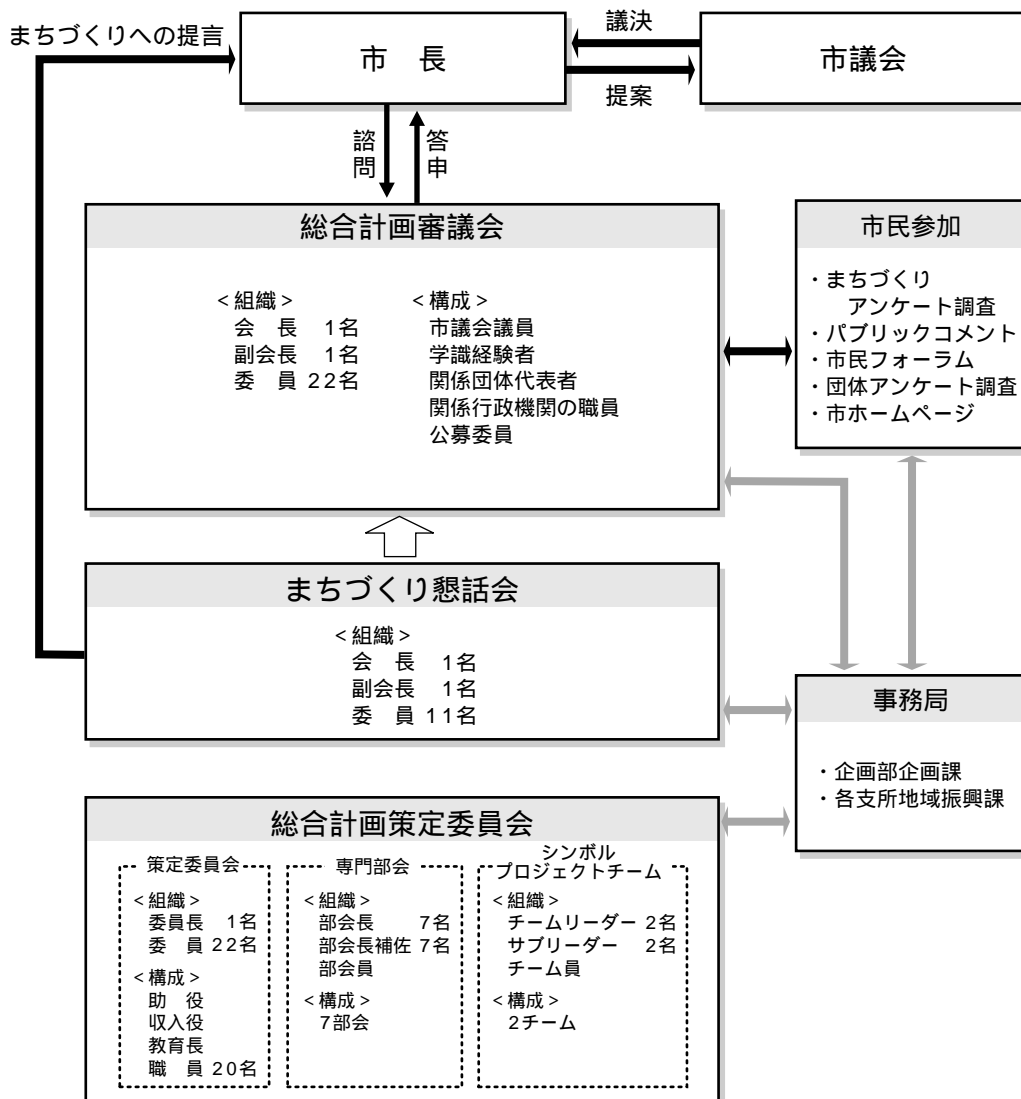 まちづくりへの提言
市　長
議決
提案
市議会
諮問
答申
総合計画審議会
＜組織＞
会　長　1名
副会長　1名
委　員 22名
＜構成＞
市議会議員
学識経験者
関係団体代表者
関係行政機関の職員
公募委員
市民参加
・まちづくり
アンケート調査
・パブリックコメント
・市民フォーラム
・団体アンケート調査
・市ホームページ
まちづくり懇話会
＜組織＞
会　長　1名
副会長　1名
委　員 11名
事務局
・企画部企画課
・各支所地域振興課
総合計画策定委員会
策定委員会
＜組織＞
委員長　1名
委　員 22名
＜構成＞
助　役
収入役
教育長
職　員 20名
専門部会
＜組織＞
部会長　　7名
部会長補佐 7名
部会員
＜構成＞
7部会
シンボル
プロジェクトチーム
＜組織＞
チームリーダー 2名
サブリーダー　2名
チーム員
＜構成＞
2チーム